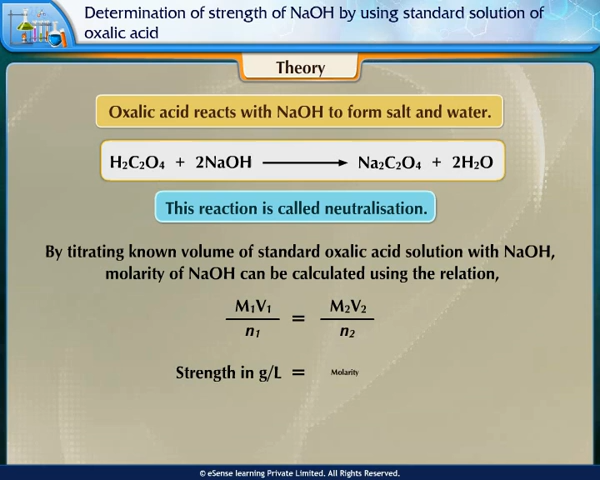 Determination of strength of NaOH by using standard solution of
oxalic acid
Theory
Oxalic acid reacts with NaOH to form salt and water.
H₂C₂O₄ + 2NaOH ⟶ Na₂C₂O₄ + 2H₂O
This reaction is called neutralisation.
By titrating known volume of standard oxalic acid solution with NaOH,
molarity of NaOH can be calculated using the relation,
M₁V₁ = M₂V₂
n₁ n₂
Strength in g/L = Molarity
© eSense learning Private Limited. All Rights Reserved.